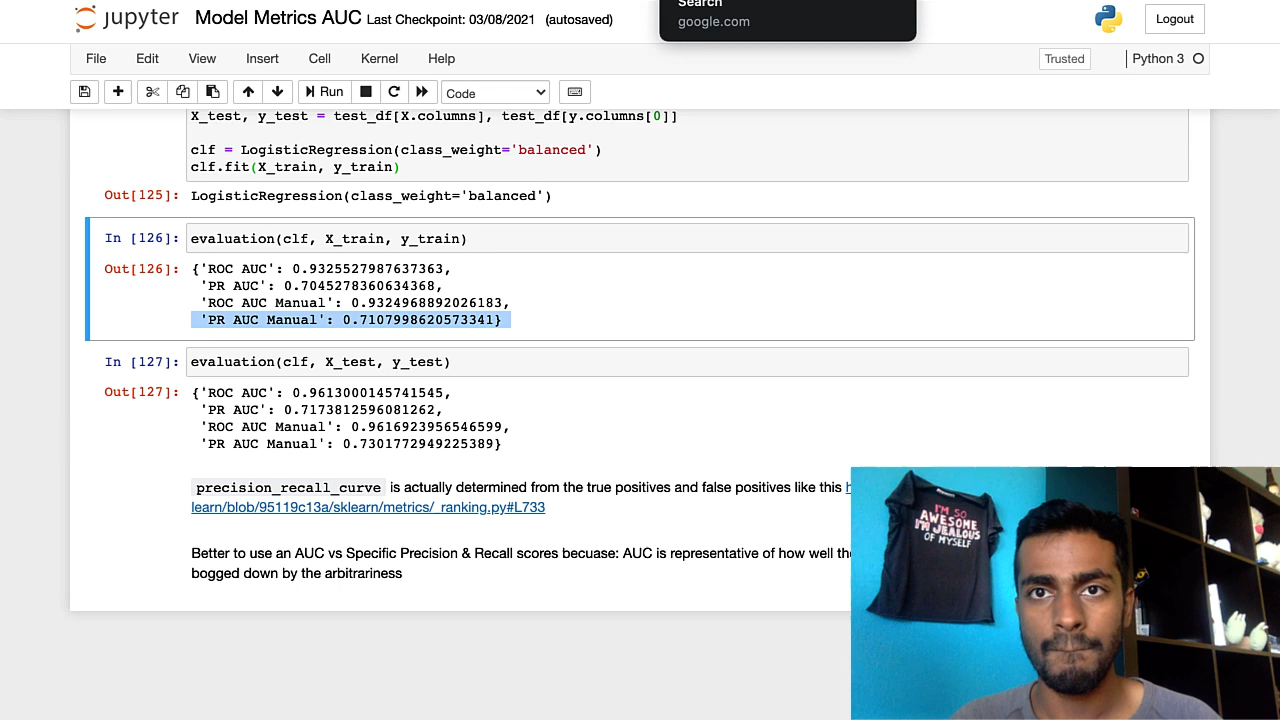 jupyter Model Metrics AUC Last Checkpoint: 03/08/2021 (autosaved)
Search
google.com
Logout
File Edit View Insert Cell Kernel Help
Trusted
Python 3
Run
Code
X_test, y_test = test_df[X.columns], test_df[y.columns[0]]
clf = LogisticRegression(class_weight='balanced')
clf.fit(X_train, y_train)
Out[125]: LogisticRegression(class_weight='balanced')
In [126]: evaluation(clf, X_train, y_train)
Out[126]: {'ROC AUC': 0.9325527987637363,
'PR AUC': 0.7045278360634368,
'ROC AUC Manual': 0.9324968892026183,
'PR AUC Manual': 0.7107998620573341}
In [127]: evaluation(clf, X_test, y_test)
Out[127]: {'ROC AUC': 0.9613000145741545,
'PR AUC': 0.7173812596081262,
'ROC AUC Manual': 0.9616923956546599,
'PR AUC Manual': 0.7301772949225389}
precision_recall_curve is actually determined from the true positives and false positives like this h
learn/blob/95119c13a/sklearn/metrics/_ranking.py#L733
Better to use an AUC vs Specific Precision & Recall scores becuase: AUC is representative of how well the
bogged down by the arbitrariness
I'M SO
AWESOME
I'M JEALOUS
OF MYSELF